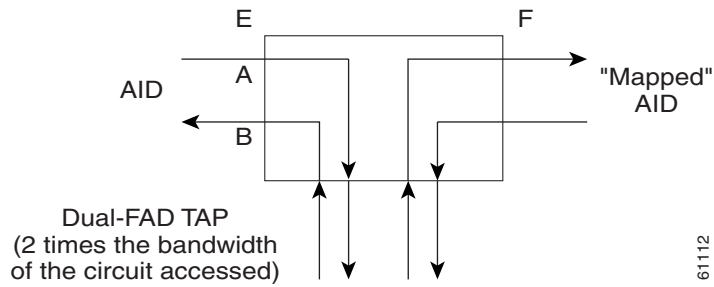 E
F
A
AID
"Mapped"
AID
B
Dual-FAD TAP
(2 times the bandwidth
of the circuit accessed)
61112